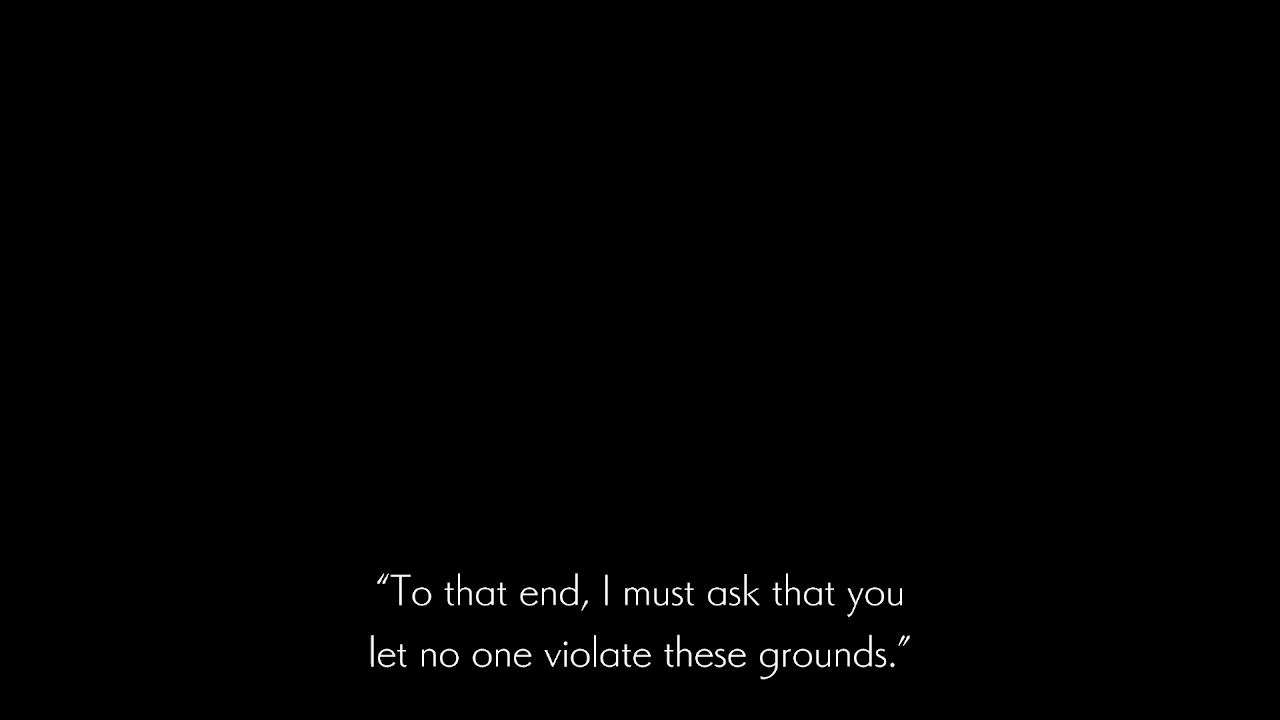 “To that end, I must ask that you
let no one violate these grounds.”